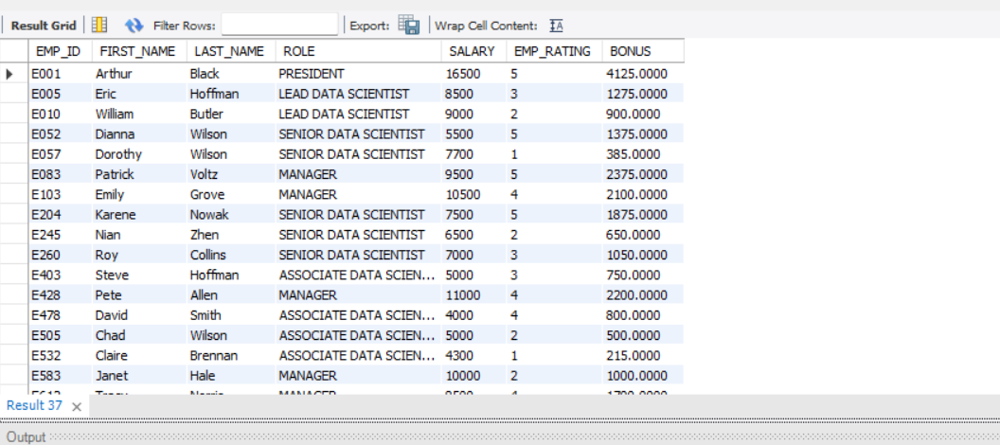 Result Grid Filter Rows: Export: Wrap Cell Content:
EMP_ID FIRST_NAME LAST_NAME ROLE SALARY EMP_RATING BONUS
E001 Arthur Black PRESIDENT 16500 5 4125.0000
E005 Eric Hoffman LEAD DATA SCIENTIST 8500 3 1275.0000
E010 William Butler LEAD DATA SCIENTIST 9000 2 900.0000
E052 Dianna Wilson SENIOR DATA SCIENTIST 5500 5 1375.0000
E057 Dorothy Wilson SENIOR DATA SCIENTIST 7700 1 385.0000
E083 Patrick Voltz MANAGER 9500 5 2375.0000
E103 Emily Grove MANAGER 10500 4 2100.0000
E204 Karene Nowak SENIOR DATA SCIENTIST 7500 5 1875.0000
E245 Nian Zhen SENIOR DATA SCIENTIST 6500 2 650.0000
E260 Roy Collins SENIOR DATA SCIENTIST 7000 3 1050.0000
E403 Steve Hoffman ASSOCIATE DATA SCIEN... 5000 3 750.0000
E428 Pete Allen MANAGER 11000 4 2200.0000
E478 David Smith ASSOCIATE DATA SCIEN... 4000 4 800.0000
E505 Chad Wilson ASSOCIATE DATA SCIEN... 5000 2 500.0000
E532 Claire Brennan ASSOCIATE DATA SCIEN... 4300 1 215.0000
E583 Janet Hale MANAGER 10000 2 1000.0000
MANAGER
Result 37
Output